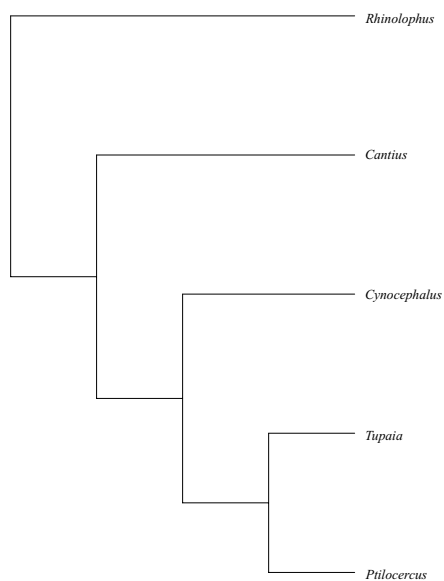 Rhinolophus
Cantius
Cynocephalus
Tupaia
Ptilocercus